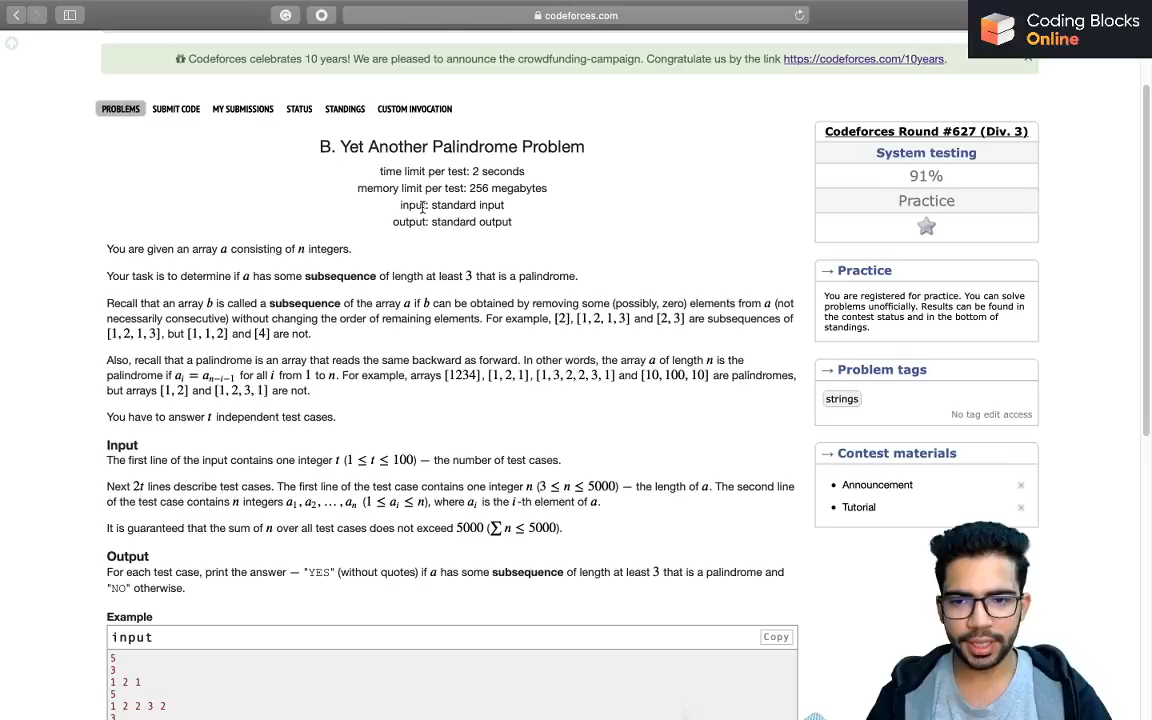 codeforces.com
Coding Blocks
Online
Codeforces celebrates 10 years! We are pleased to announce the crowdfunding-campaign. Congratulate us by the link https://codeforces.com/10years.
PROBLEMS SUBMIT CODE MY SUBMISSIONS STATUS STANDINGS CUSTOM INVOCATION
B. Yet Another Palindrome Problem
time limit per test: 2 seconds
memory limit per test: 256 megabytes
input: standard input
output: standard output
You are given an array a consisting of n integers.
Your task is to determine if a has some subsequence of length at least 3 that is a palindrome.
Recall that an array b is called a subsequence of the array a if b can be obtained by removing some (possibly, zero) elements from a (not
necessarily consecutive) without changing the order of remaining elements. For example, [2], [1, 2, 1, 3] and [2, 3] are subsequences of
[1, 2, 1, 3], but [1, 1, 2] and [4] are not.
Also, recall that a palindrome is an array that reads the same backward as forward. In other words, the array a of length n is the
palindrome if aᵢ = aₙ₋ᵢ₋₁ for all i from 1 to n. For example, arrays [1234], [1, 2, 1], [1, 3, 2, 2, 3, 1] and [10, 100, 10] are palindromes,
but arrays [1, 2] and [1, 2, 3, 1] are not.
You have to answer t independent test cases.
Input
The first line of the input contains one integer t (1 ≤ t ≤ 100) — the number of test cases.
Next 2t lines describe test cases. The first line of the test case contains one integer n (3 ≤ n ≤ 5000) — the length of a. The second line
of the test case contains n integers a₁, a₂, … , aₙ (1 ≤ aᵢ ≤ n), where aᵢ is the i-th element of a.
It is guaranteed that the sum of n over all test cases does not exceed 5000 (∑ n ≤ 5000).
Output
For each test case, print the answer — "YES" (without quotes) if a has some subsequence of length at least 3 that is a palindrome and
"NO" otherwise.
Example
input
Copy
5
3
1 2 1
5
1 2 2 3 2
3
Codeforces Round #627 (Div. 3)
System testing
91%
Practice
→ Practice
You are registered for practice. You can solve
problems unofficially. Results can be found in
the contest status and in the bottom of
standings.
→ Problem tags
strings
No tag edit access
→ Contest materials
Announcement
Tutorial